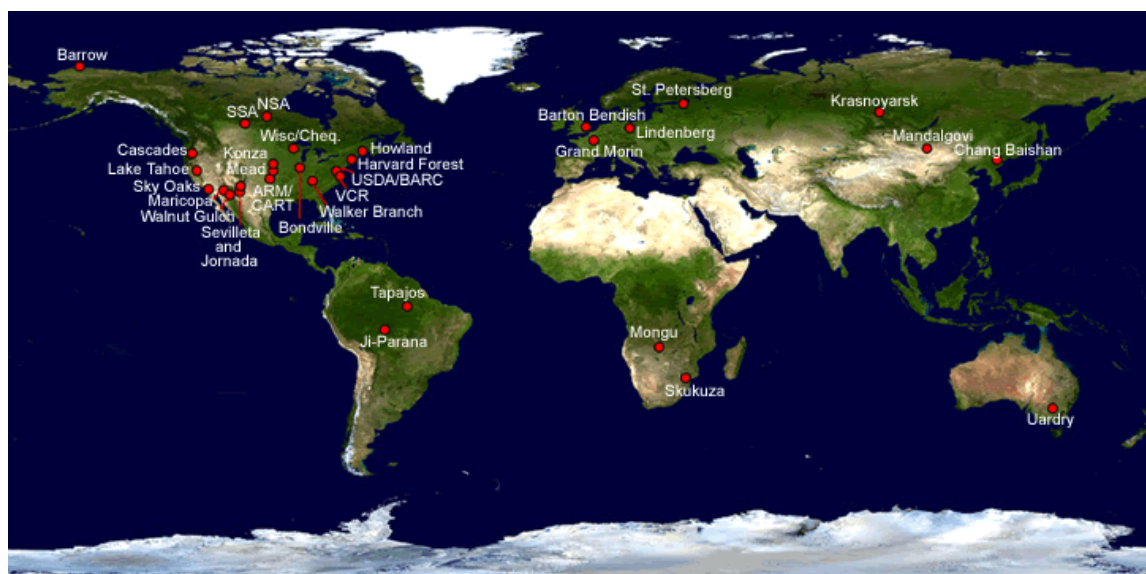 Barrow
NSA
SSA
St. Petersberg
Krasnoyarsk
Barton Bendish
Lindenberg
Wisc/Cheq.
Mandalgovi
Chang Baishan
Howland
Cascades
Konza
Grand Morin
Harvard Forest
Lake Tahoe
Mead
USDA/BARC
Sky Oaks
ARM/
CART
VCR
Maricopa
Walker Branch
Walnut Gulch
Bondville
Sevilleta
and
Jornada
Tapajos
Ji-Parana
Mongu
Skukuza
Uardry